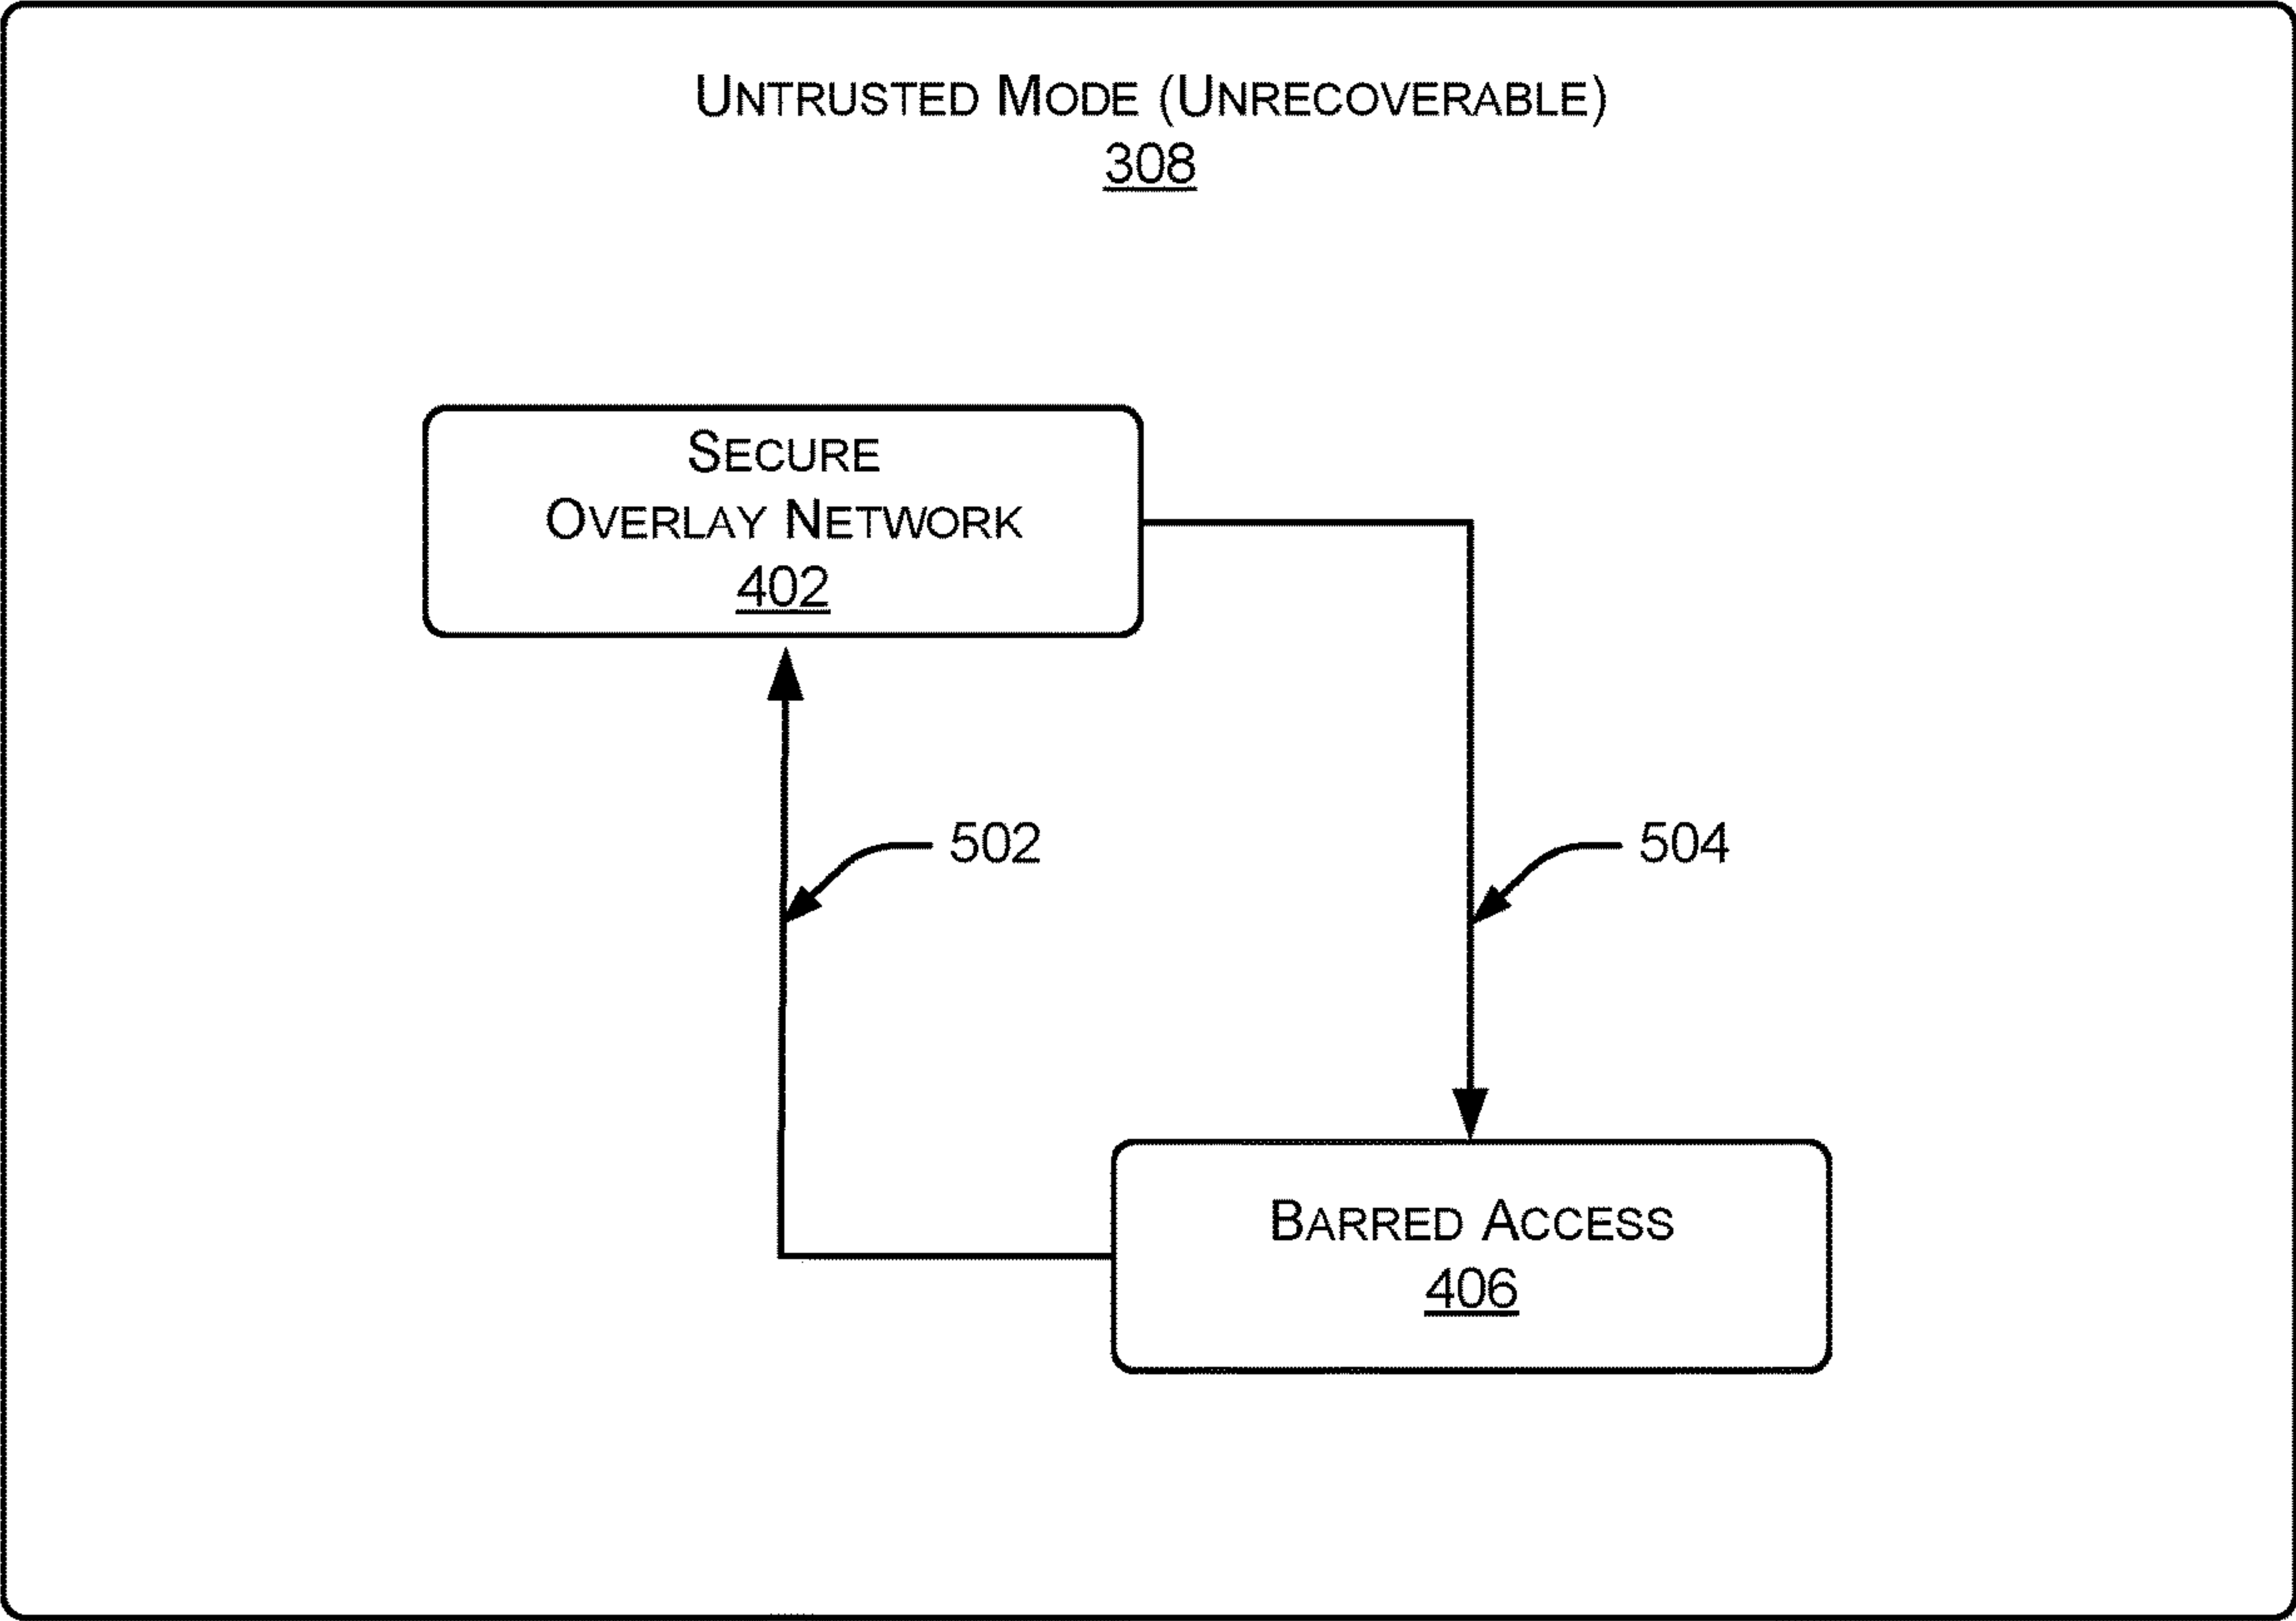 UNTRUSTED MODE (UNRECOVERABLE)
308
SECURE
OVERLAY NETWORK
402
502
504
BARRED ACCESS
406